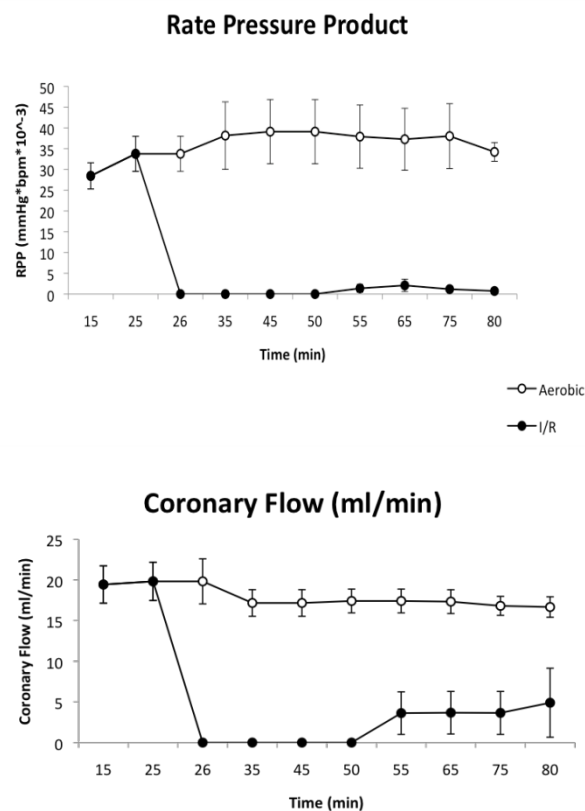 Rate Pressure Product
RPP (mmHg*bpm*10^-3)
50
45
40
35
30
25
20
15
10
5
0
15 25 26 35 45 50 55 65 75 80
Time (min)
Aerobic
I/R
Coronary Flow (ml/min)
Coronary Flow (ml/min)
25
20
15
10
5
0
15 25 26 35 45 50 55 65 75 80
Time (min)